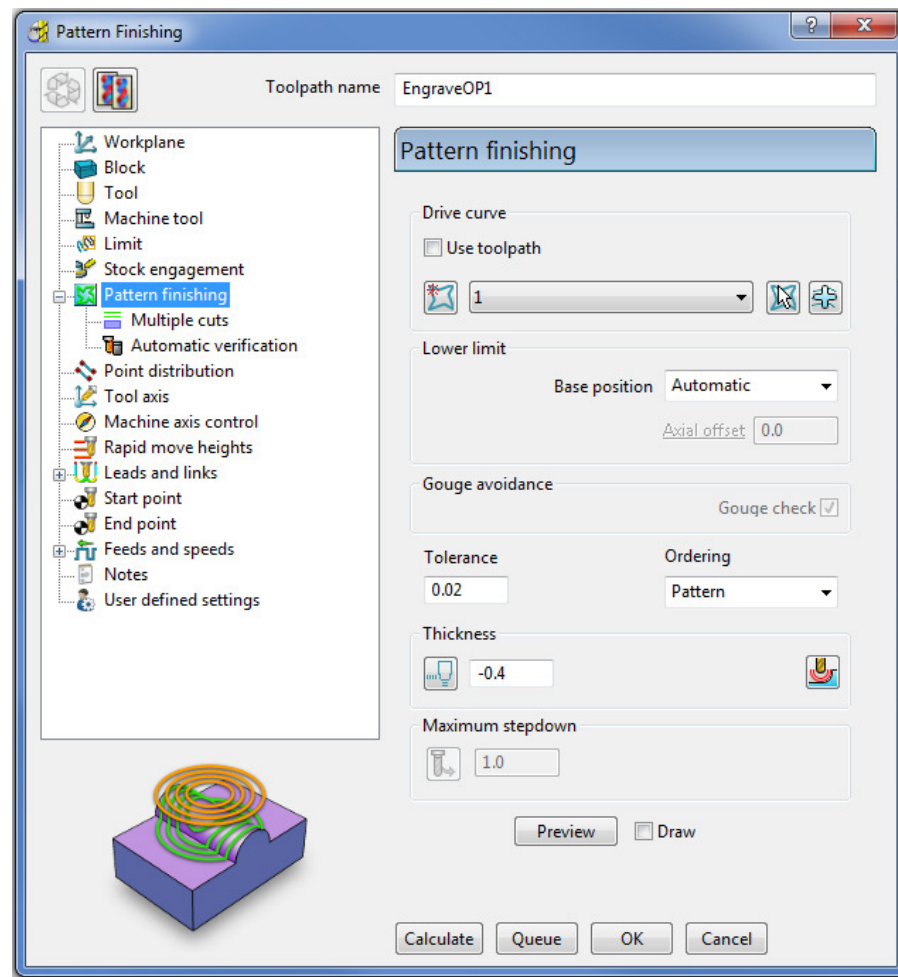 Pattern Finishing
Toolpath name EngraveOP1
Workplane
Block
Tool
Machine tool
Limit
Stock engagement
Pattern finishing
Multiple cuts
Automatic verification
Point distribution
Tool axis
Machine axis control
Rapid move heights
Leads and links
Start point
End point
Feeds and speeds
Notes
User defined settings
Pattern finishing
Drive curve
Use toolpath
1
Lower limit
Base position Automatic
Axial offset 0.0
Gouge avoidance
Gouge check
Tolerance Ordering
0.02 Pattern
Thickness
-0.4
Maximum stepdown
1.0
Preview Draw
Calculate Queue OK Cancel